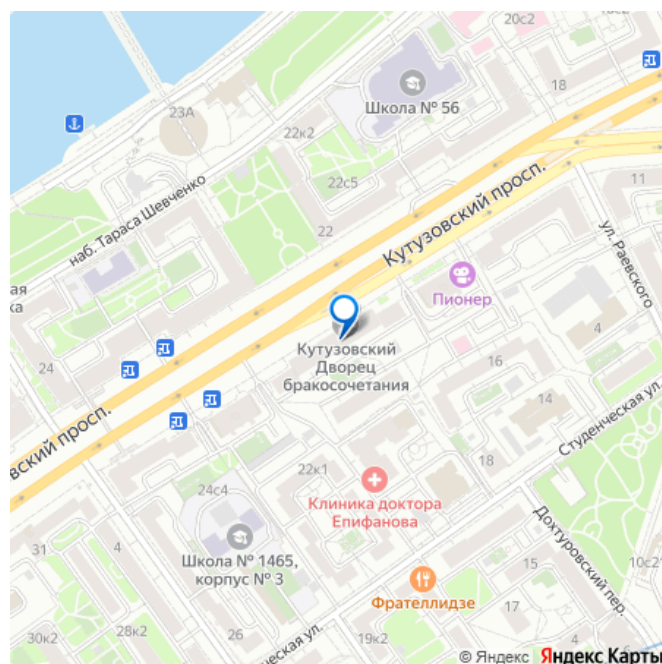 20с2
23А
Школа № 56
18
22к2
22с5
наб. Тараса Шевченко
22
Кутузовский просп.
11
ул. Раевского
ая
ка
Пионер
4
24
Кутузовский
Дворец
бракосочетания
16
14
вский просп.
Студенческая ул.
18
22к1
24с4
Клиника доктора
Епифанова
Дохтуровский пер.
31
4
Школа № 1465,
корпус № 3
15
10с2
Фрателлидзе
17
30к2
28к2
26
19к2
ческая ул.
© Яндекс Яндекс Карты